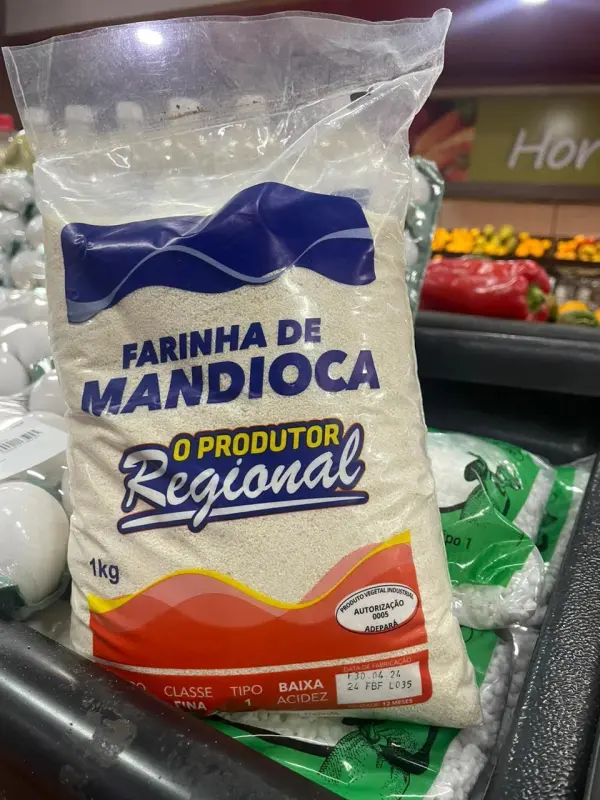 Hor
FARINHA DE
MANDIOCA
O PRODUTOR
Regional
1kg
PRODUTO VEGETAL INDUSTRIAL
AUTORIZAÇÃO
0005
ADEPARÁ
CLASSE
FINA
TIPO
1
BAIXA
ACIDEZ
DATA DE FABRICAÇÃO
F30.04.24
24 FBF L035
12 MESES
po 1